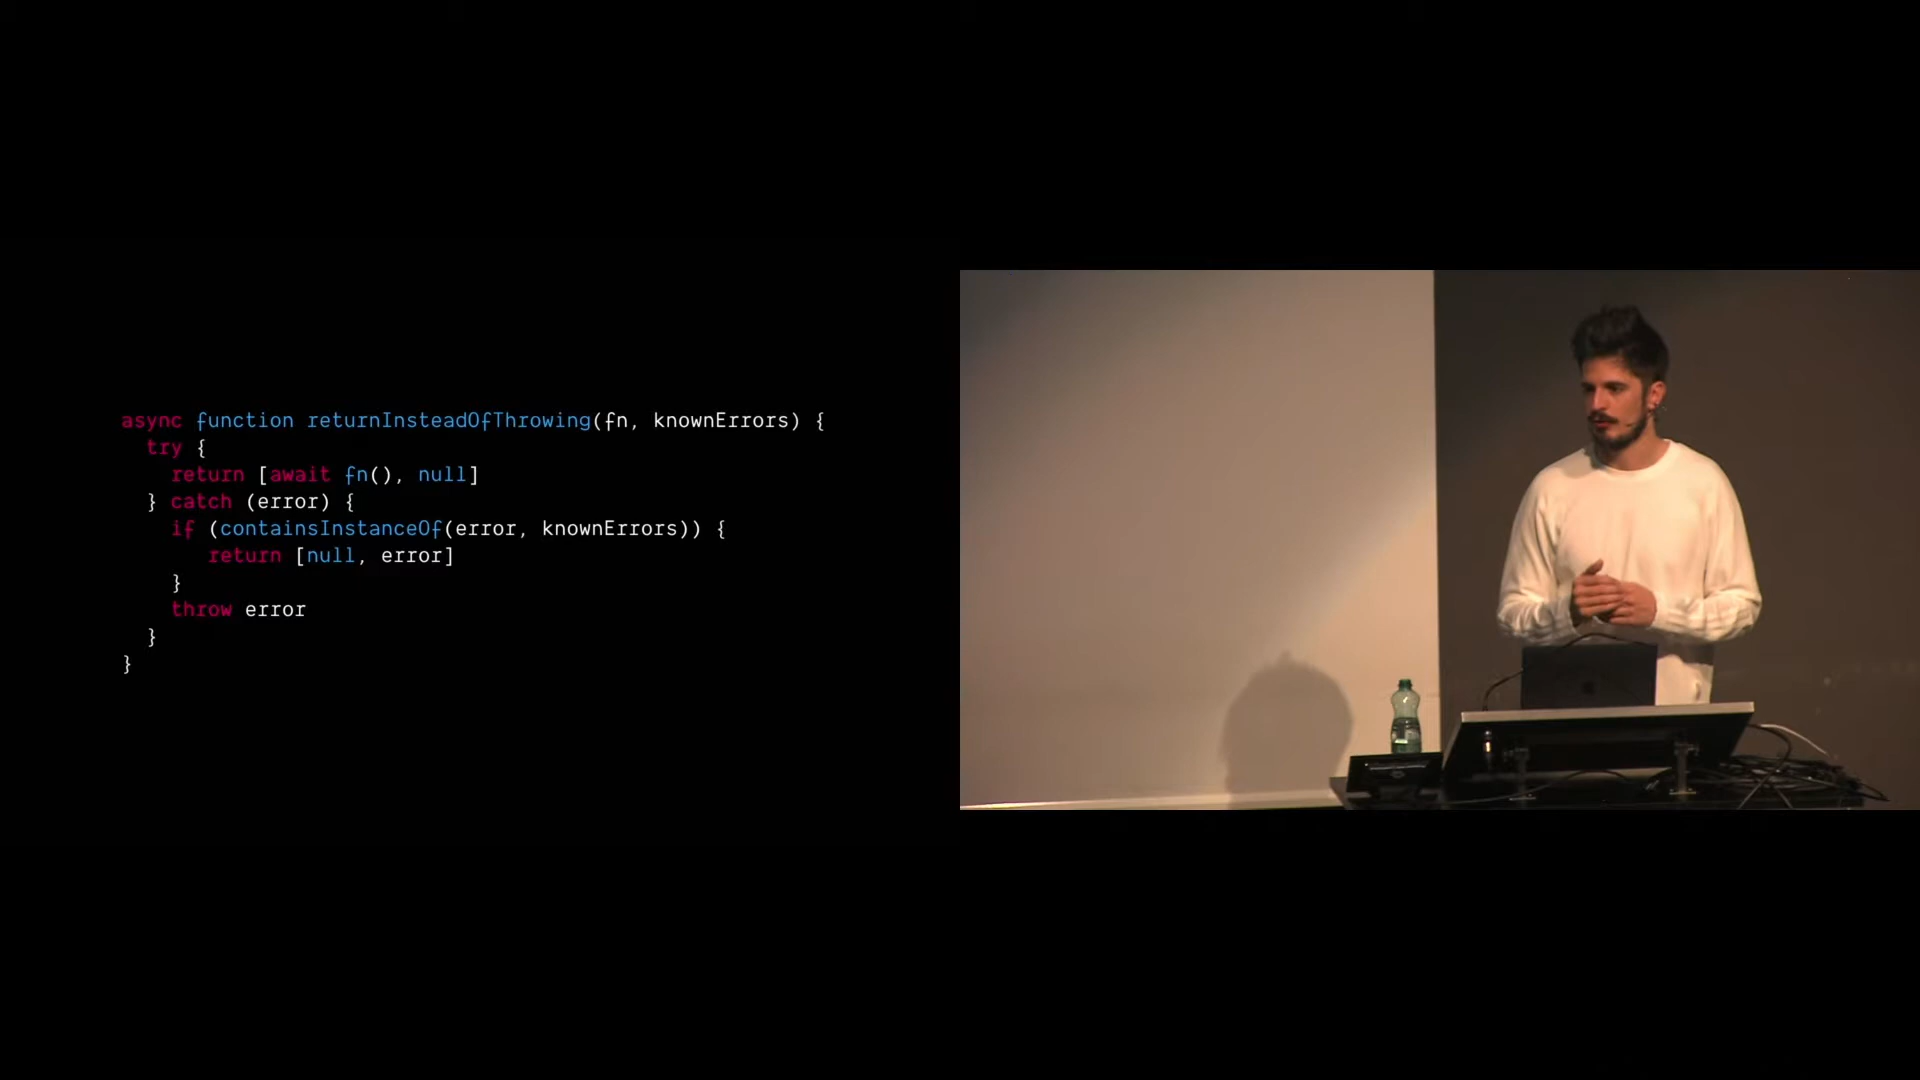 async function returnInsteadOfThrowing(fn, knownErrors) {
  try {
    return [await fn(), null]
  } catch (error) {
    if (containsInstanceOf(error, knownErrors)) {
       return [null, error]
    }
    throw error
  }
}